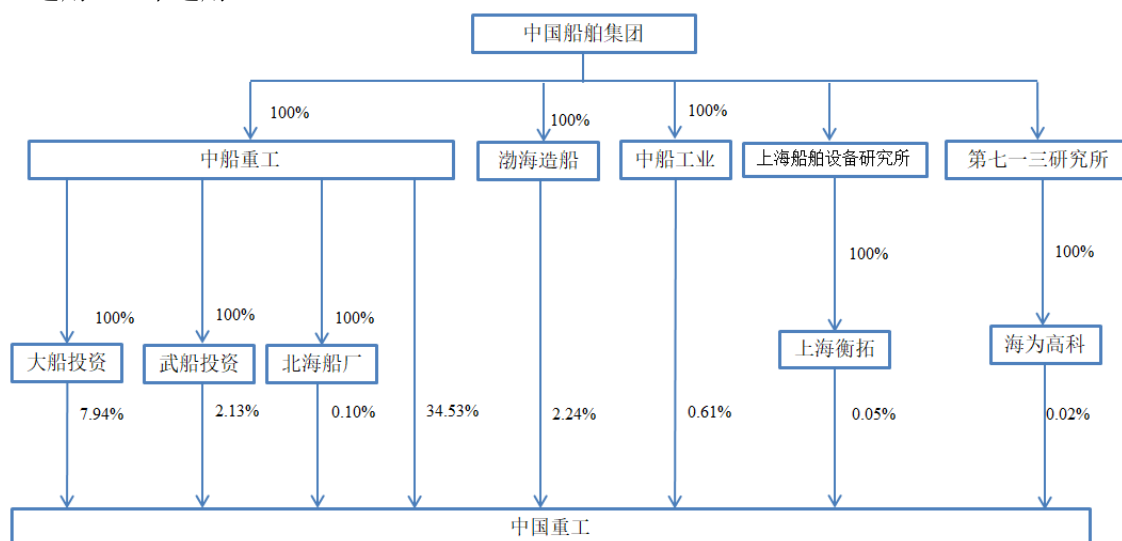 中国船舶集团
100%
100%
100%
中船重工
渤海造船
中船工业
上海船舶设备研究所
第七一三研究所
100%
100%
100%
100%
100%
大船投资
武船投资
北海船厂
上海衡拓
海为高科
7.94%
2.13%
0.10%
34.53%
2.24%
0.61%
0.05%
0.02%
中国重工